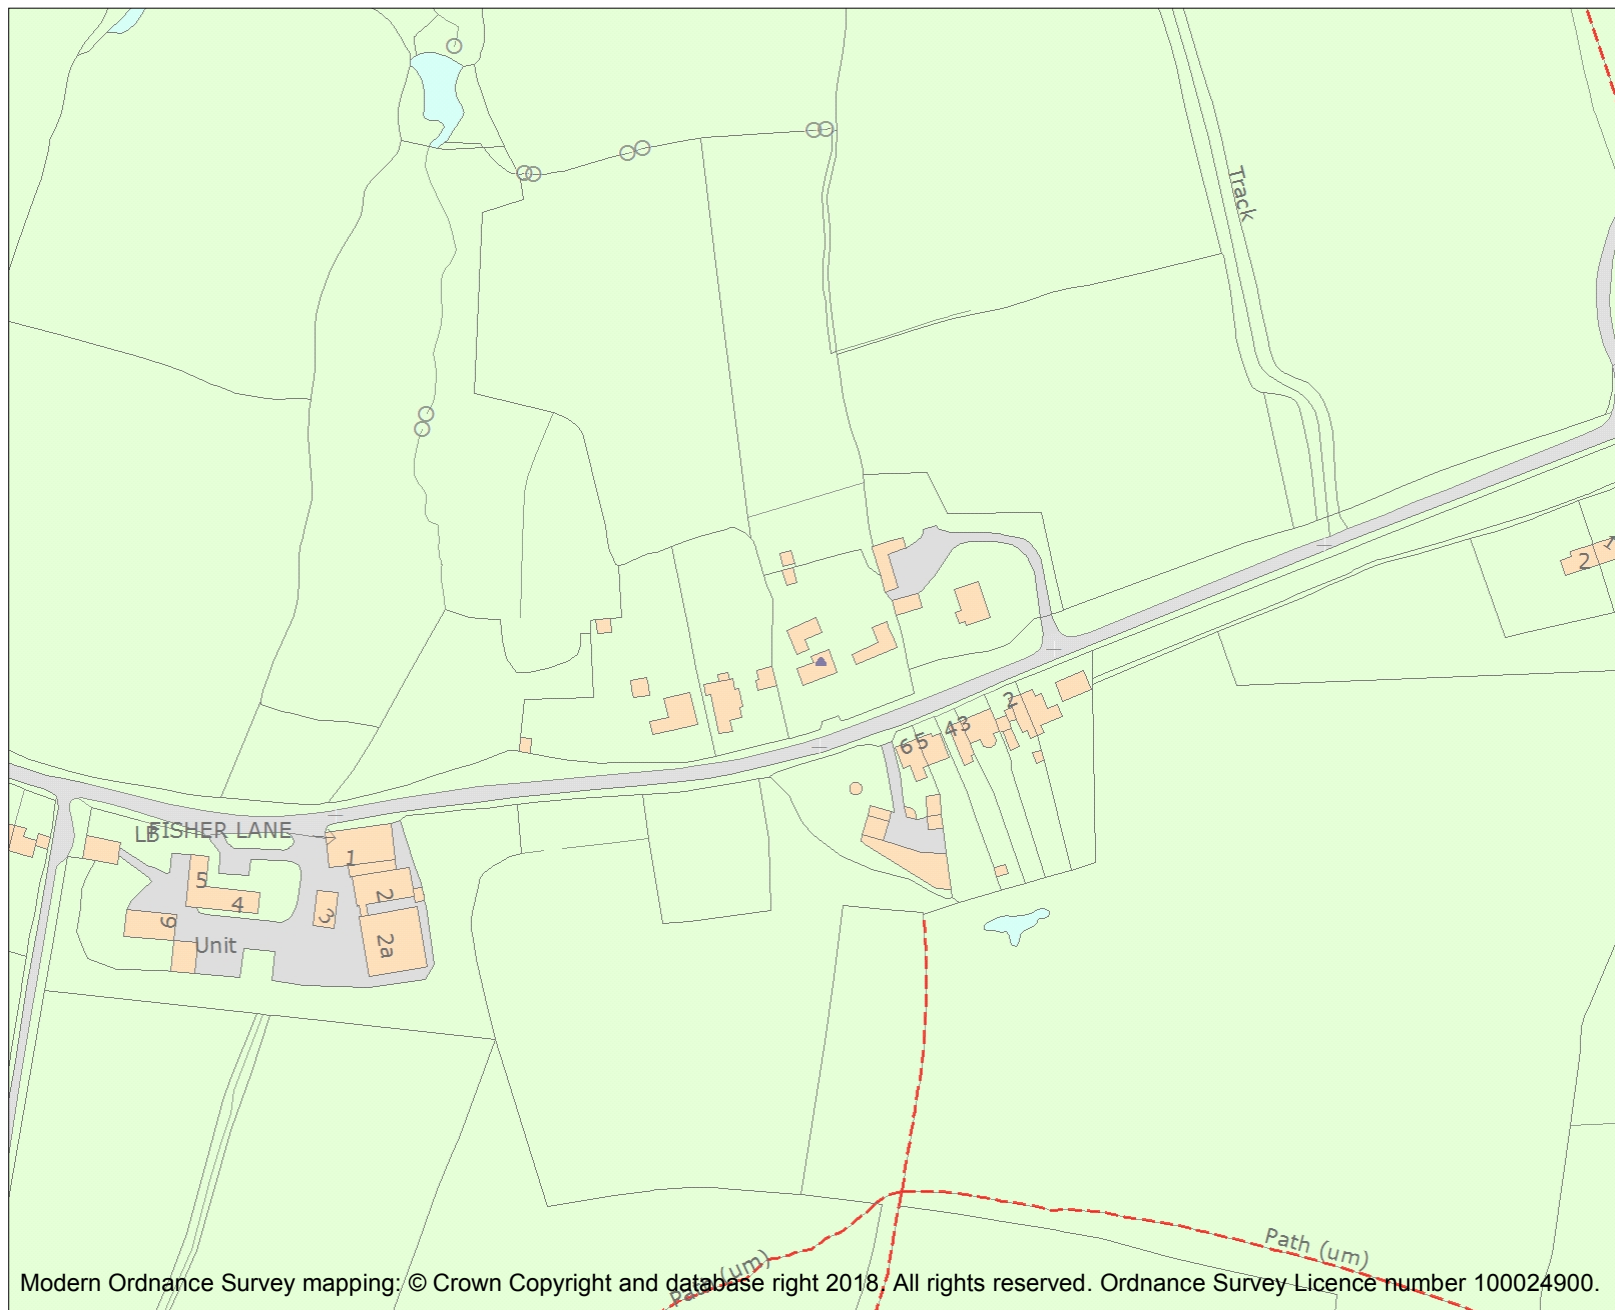 Track
2
1
2
4 3
6 5
LB
FISHER LANE
1
5
4
2
3
6
Unit
2a
Path (um)
Path (um)
Modern Ordnance Survey mapping: © Crown Copyright and database right 2018. All rights reserved. Ordnance Survey Licence number 100024900.